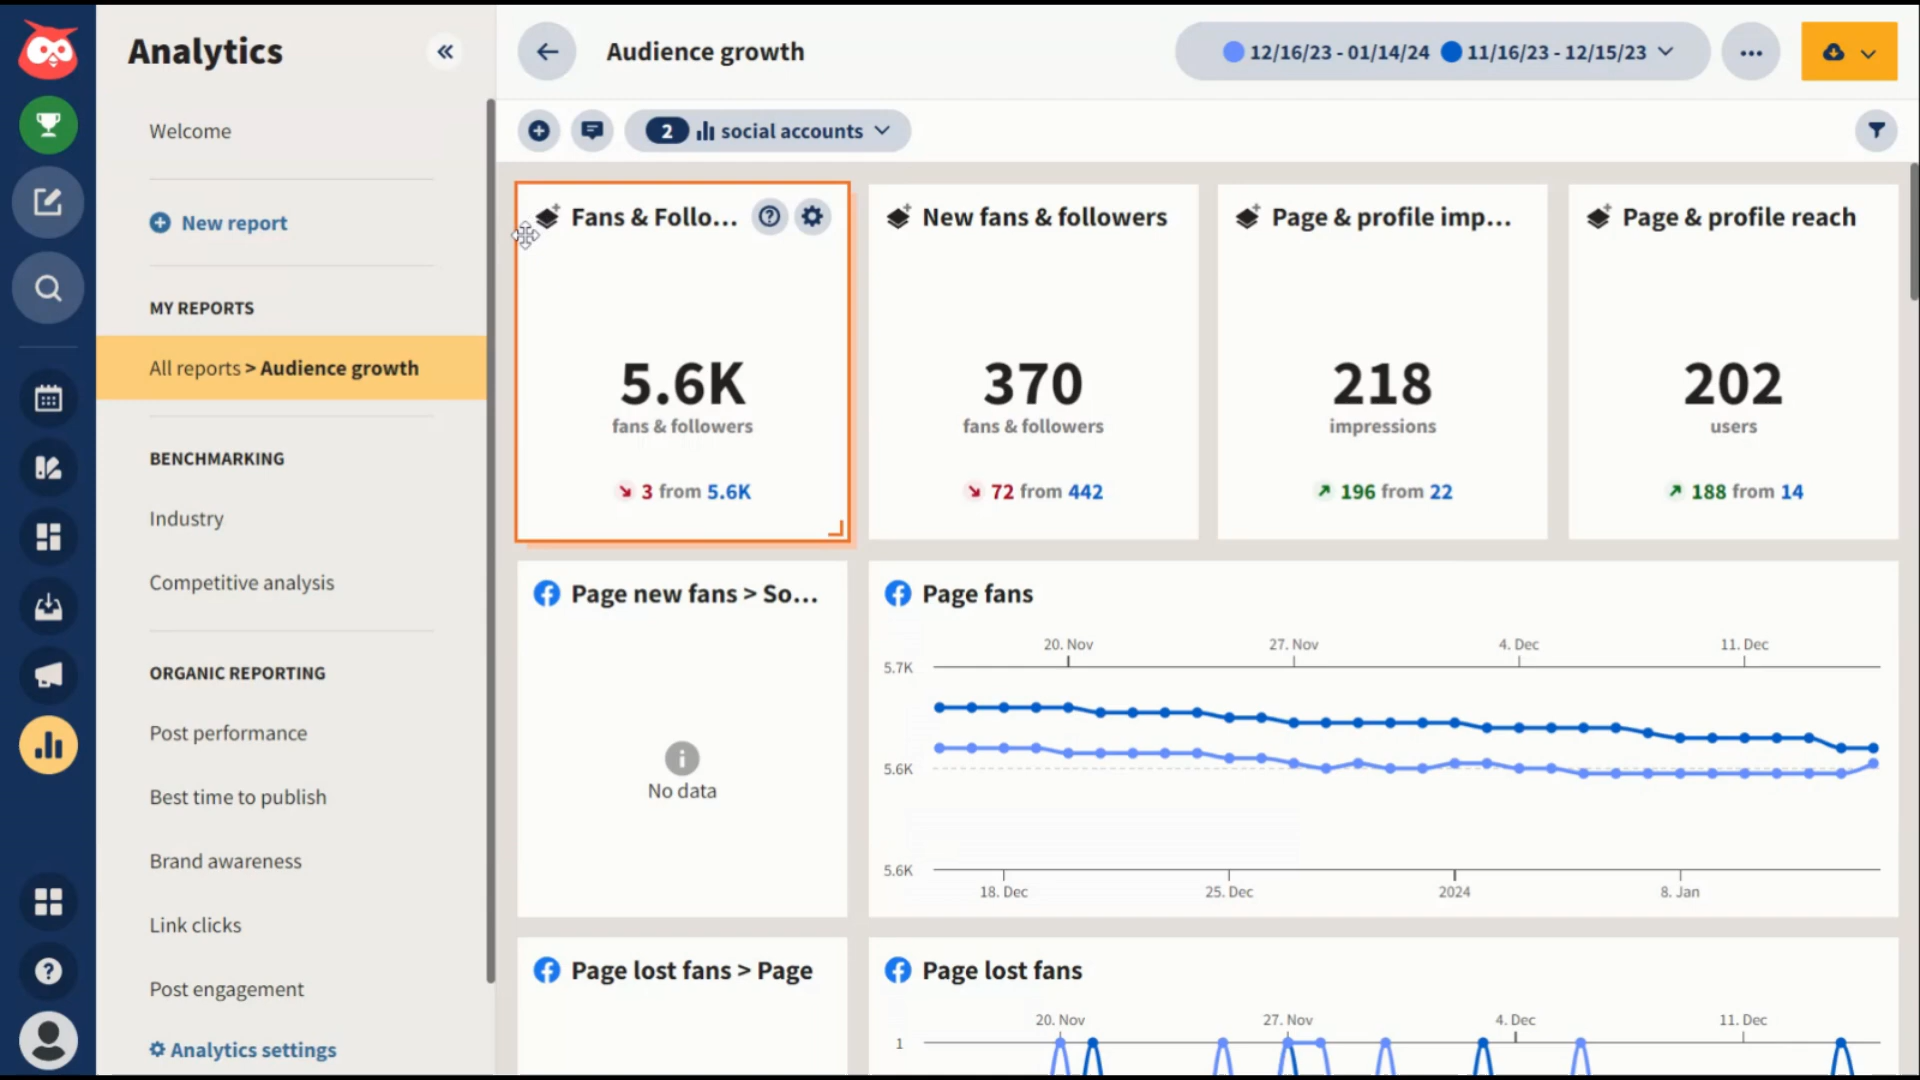 Analytics
«
Welcome
New report
MY REPORTS
All reports > Audience growth
BENCHMARKING
Industry
Competitive analysis
ORGANIC REPORTING
Post performance
Best time to publish
Brand awareness
Link clicks
Post engagement
Analytics settings
Audience growth
12/16/23 - 01/14/24 11/16/23 - 12/15/23
2 social accounts
Fans & Follo...
5.6K
fans & followers
3 from 5.6K
New fans & followers
370
fans & followers
72 from 442
Page & profile imp...
218
impressions
196 from 22
Page & profile reach
202
users
188 from 14
Page new fans > So...
No data
Page fans
20. Nov 27. Nov 4. Dec 11. Dec
5.7K
5.6K
5.6K
18. Dec 25. Dec 2024 8. Jan
Page lost fans > Page
Page lost fans
20. Nov 27. Nov 4. Dec 11. Dec
1